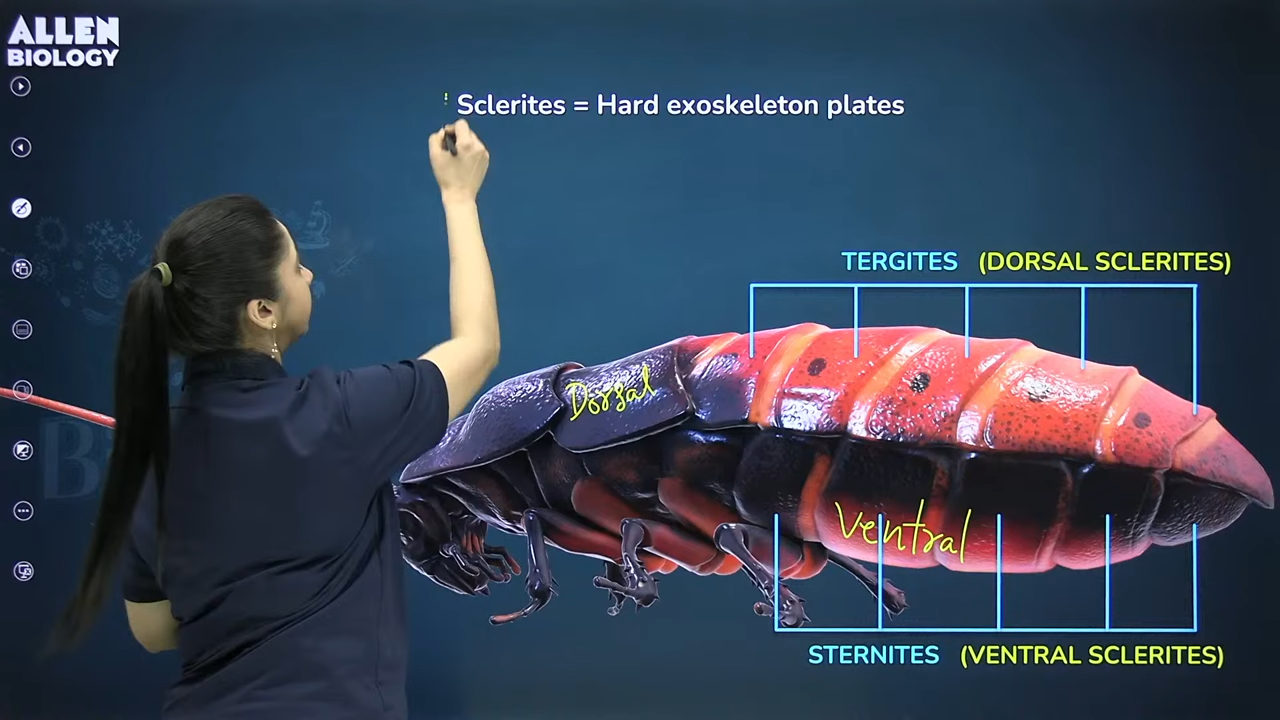 ALLEN
BIOLOGY
Sclerites = Hard exoskeleton plates
TERGITES (DORSAL SCLERITES)
Dorsal
Ventral
STERNITES (VENTRAL SCLERITES)